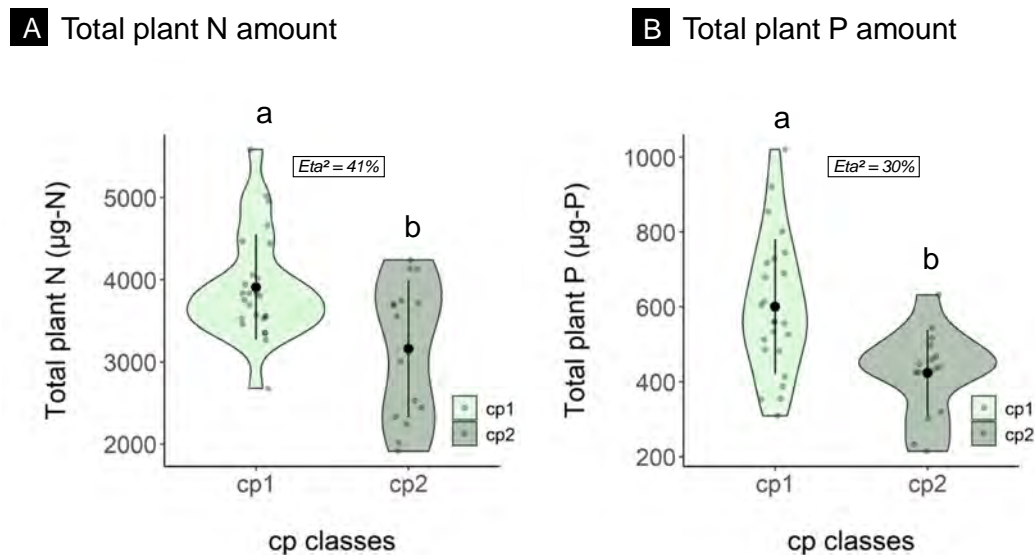 A Total plant N amount
a
Eta² = 41%
b
5000
4000
3000
2000
Total plant N (µg-N)
cp1
cp2
cp1
cp2
cp classes
B Total plant P amount
a
Eta² = 30%
b
1000
800
600
400
200
Total plant P (µg-P)
cp1
cp2
cp1
cp2
cp classes